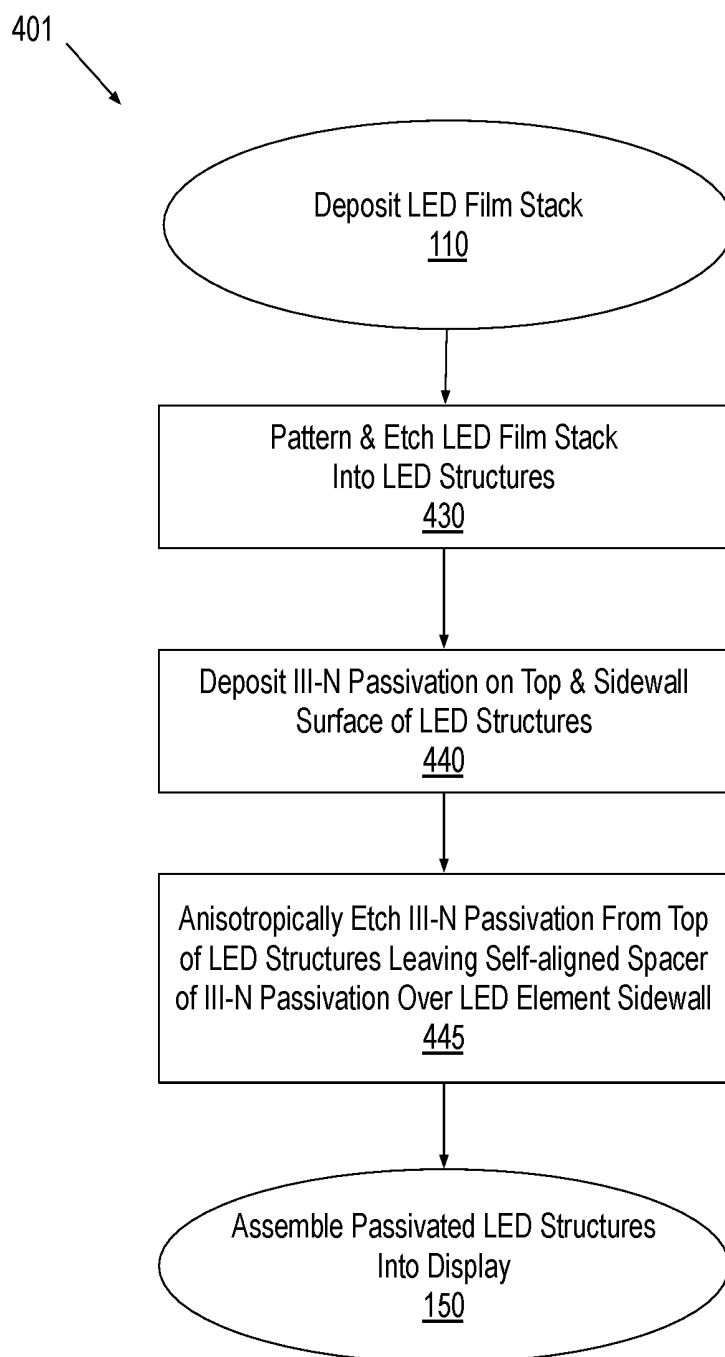 401
Deposit LED Film Stack
110
Pattern & Etch LED Film Stack
Into LED Structures
430
Deposit III-N Passivation on Top & Sidewall
Surface of LED Structures
440
Anisotropically Etch III-N Passivation From Top
of LED Structures Leaving Self-aligned Spacer
of III-N Passivation Over LED Element Sidewall
445
Assemble Passivated LED Structures
Into Display
150